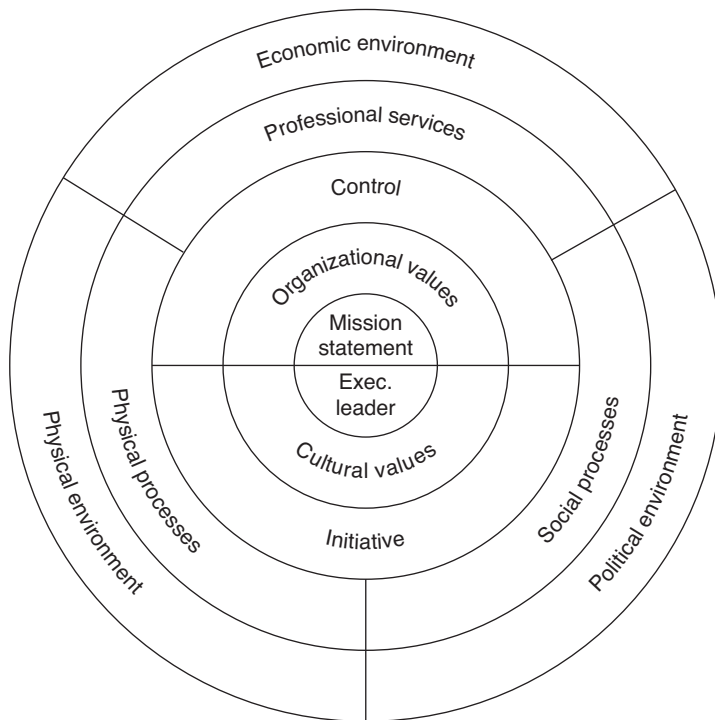 Economic environment
Professional services
Control
Organizational values
Mission
statement
Exec.
leader
Cultural values
Initiative
Physical processes
Physical environment
Social processes
Political environment